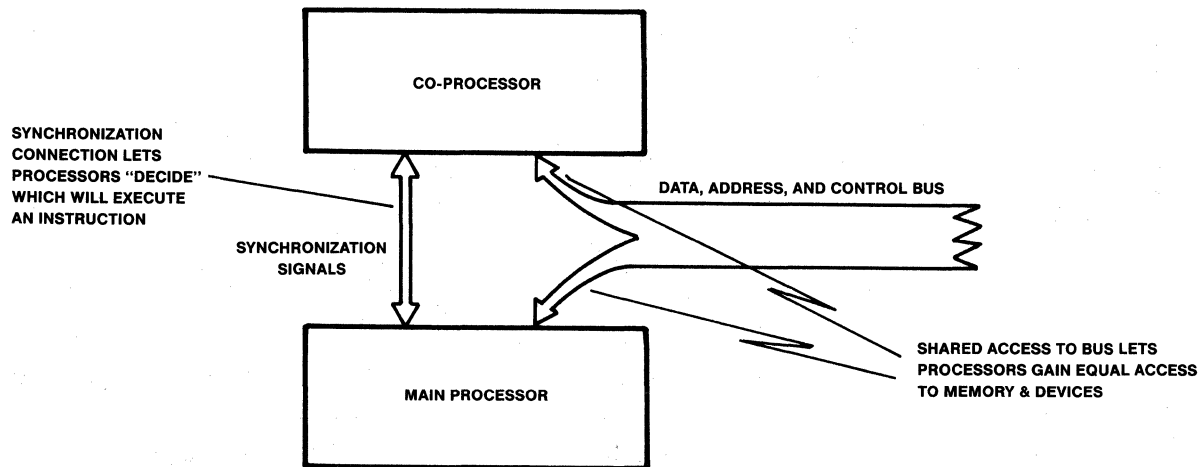 CO-PROCESSOR
SYNCHRONIZATION
CONNECTION LETS
PROCESSORS “DECIDE”
WHICH WILL EXECUTE
AN INSTRUCTION
DATA, ADDRESS, AND CONTROL BUS
SYNCHRONIZATION
SIGNALS
SHARED ACCESS TO BUS LETS
PROCESSORS GAIN EQUAL ACCESS
TO MEMORY & DEVICES
MAIN PROCESSOR